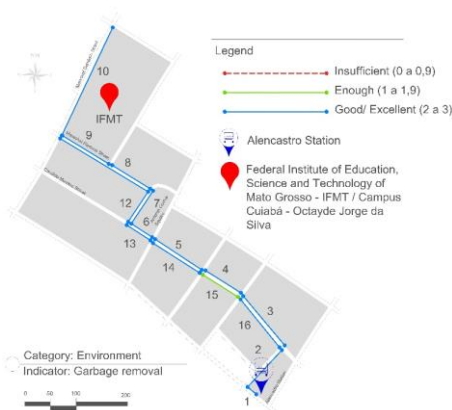 Legend
Insufficient (0 a 0,9)
Enough (1 a 1,9)
Good/ Excellent (2 a 3)
Alencastro Station
Federal Institute of Education,
Science and Technology of
Mato Grosso - IFMT / Campus
Cuiabá - Octayde Jorge da
Silva
10
IFMT
9
8
7
12
6
13
5
14
4
15
3
16
2
1
Category: Environment
Indicator: Garbage removal
0 50 100 200